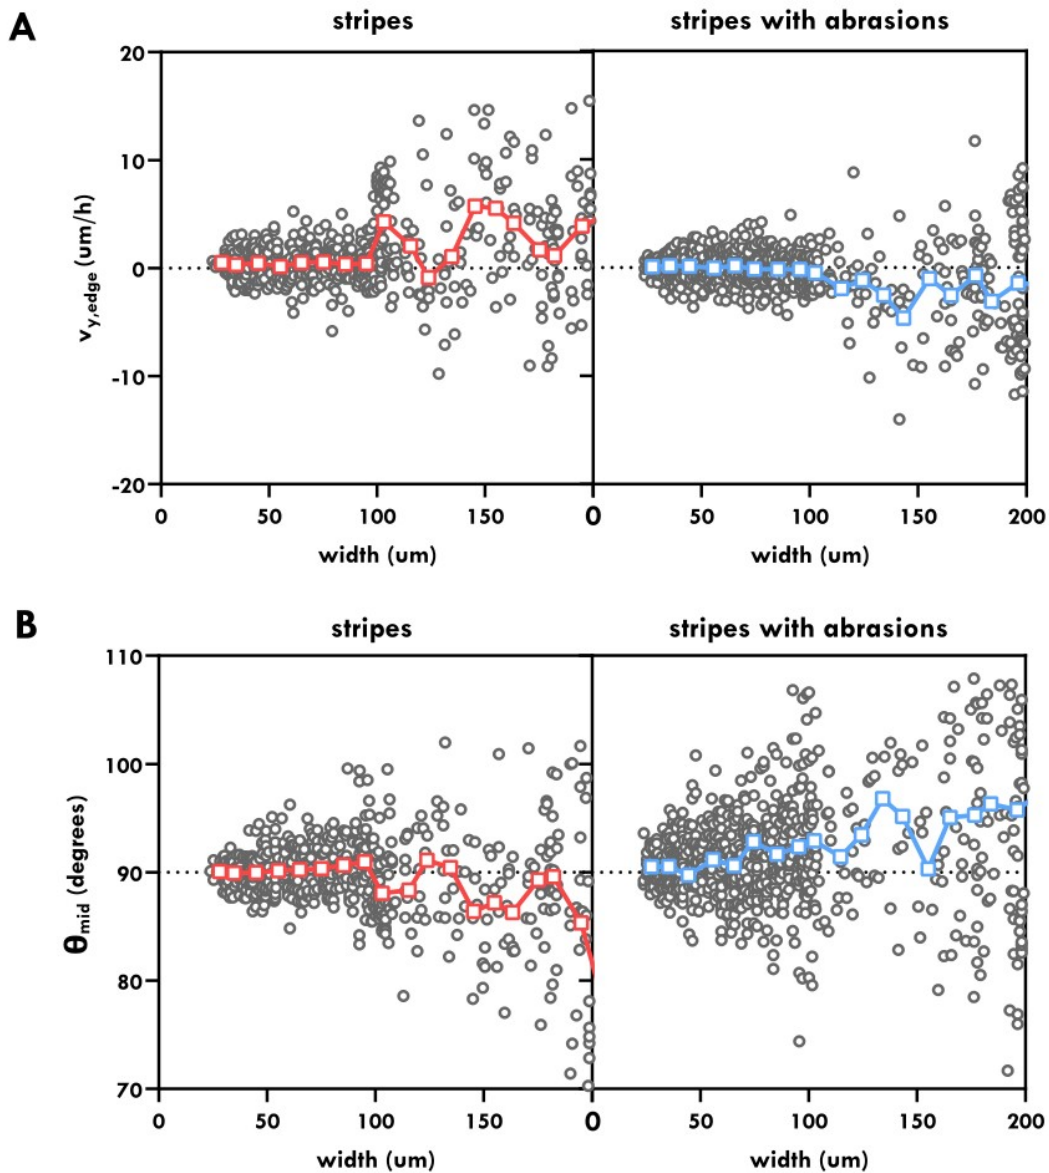 A
stripes
stripes with abrasions
20
10
0
-10
-20
v y,edge (um/h)
0 50 100 150 0 50 100 150 200
width (um)
width (um)
B
stripes
stripes with abrasions
110
100
90
80
70
θ mid (degrees)
0 50 100 150 0 50 100 150 200
width (um)
width (um)